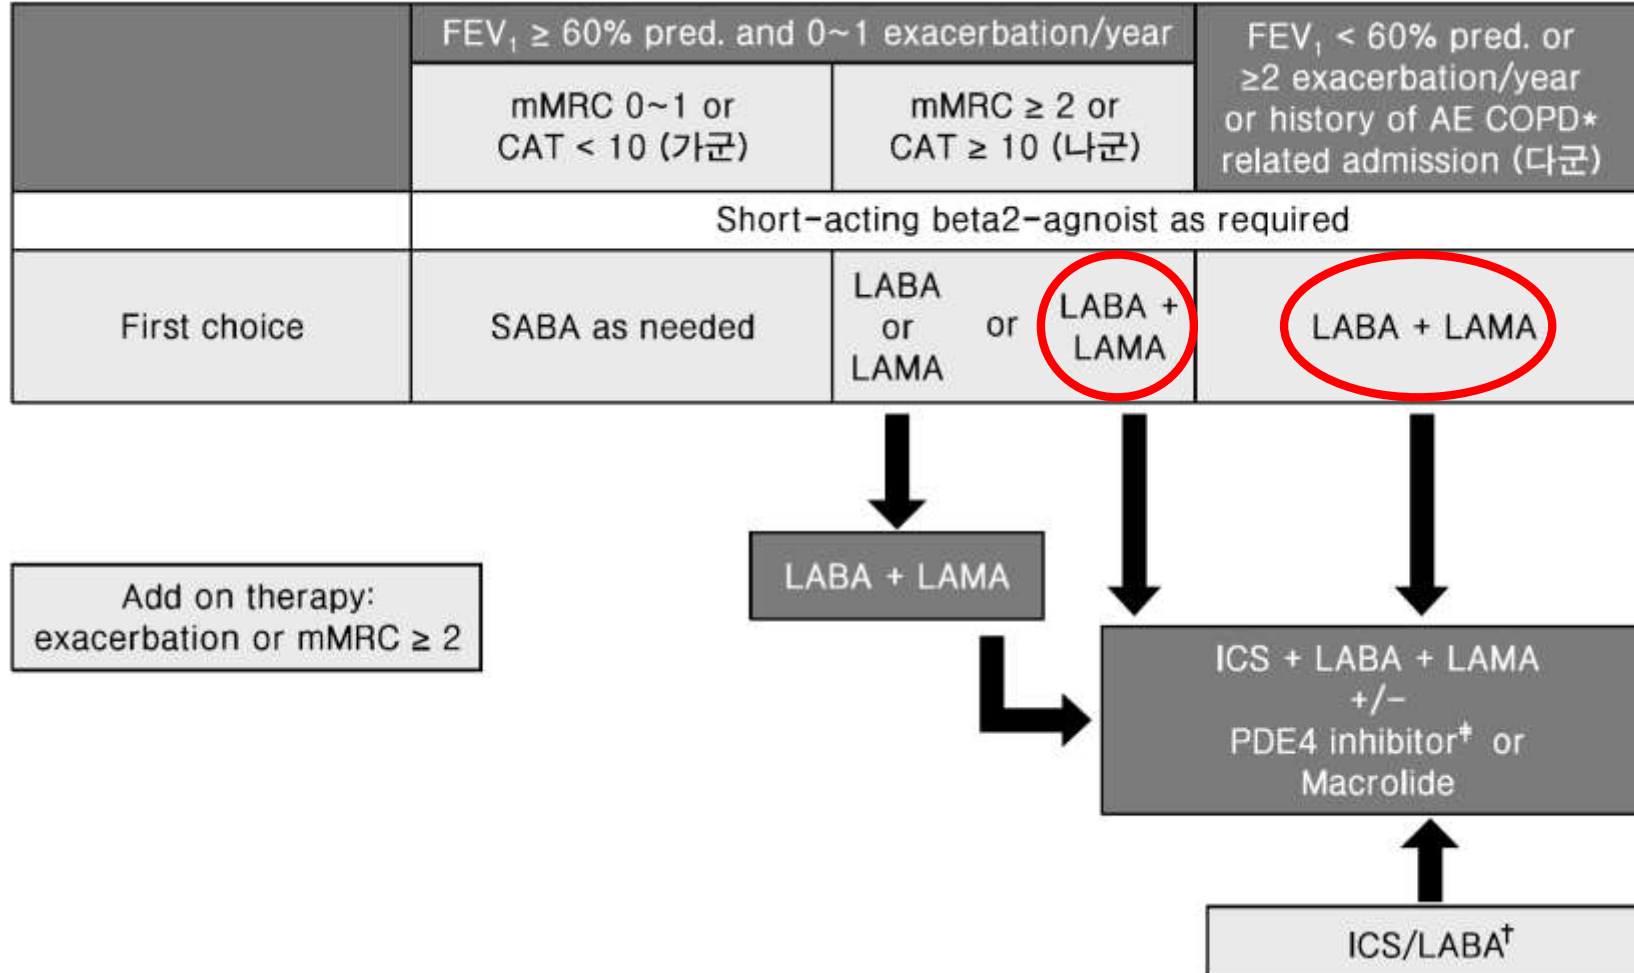 FEV₁ ≥ 60% pred. and 0~1 exacerbation/year
mMRC 0~1 or
CAT < 10 (가군)
mMRC ≥ 2 or
CAT ≥ 10 (나군)
FEV₁ < 60% pred. or
≥2 exacerbation/year
or history of AE COPD*
related admission (다군)
Short-acting beta2-agnoist as required
First choice
SABA as needed
LABA
or
LAMA
or
LABA +
LAMA
LABA + LAMA
LABA + LAMA
Add on therapy:
exacerbation or mMRC ≥ 2
ICS + LABA + LAMA
+/-
PDE4 inhibitor‡ or
Macrolide
ICS/LABA†